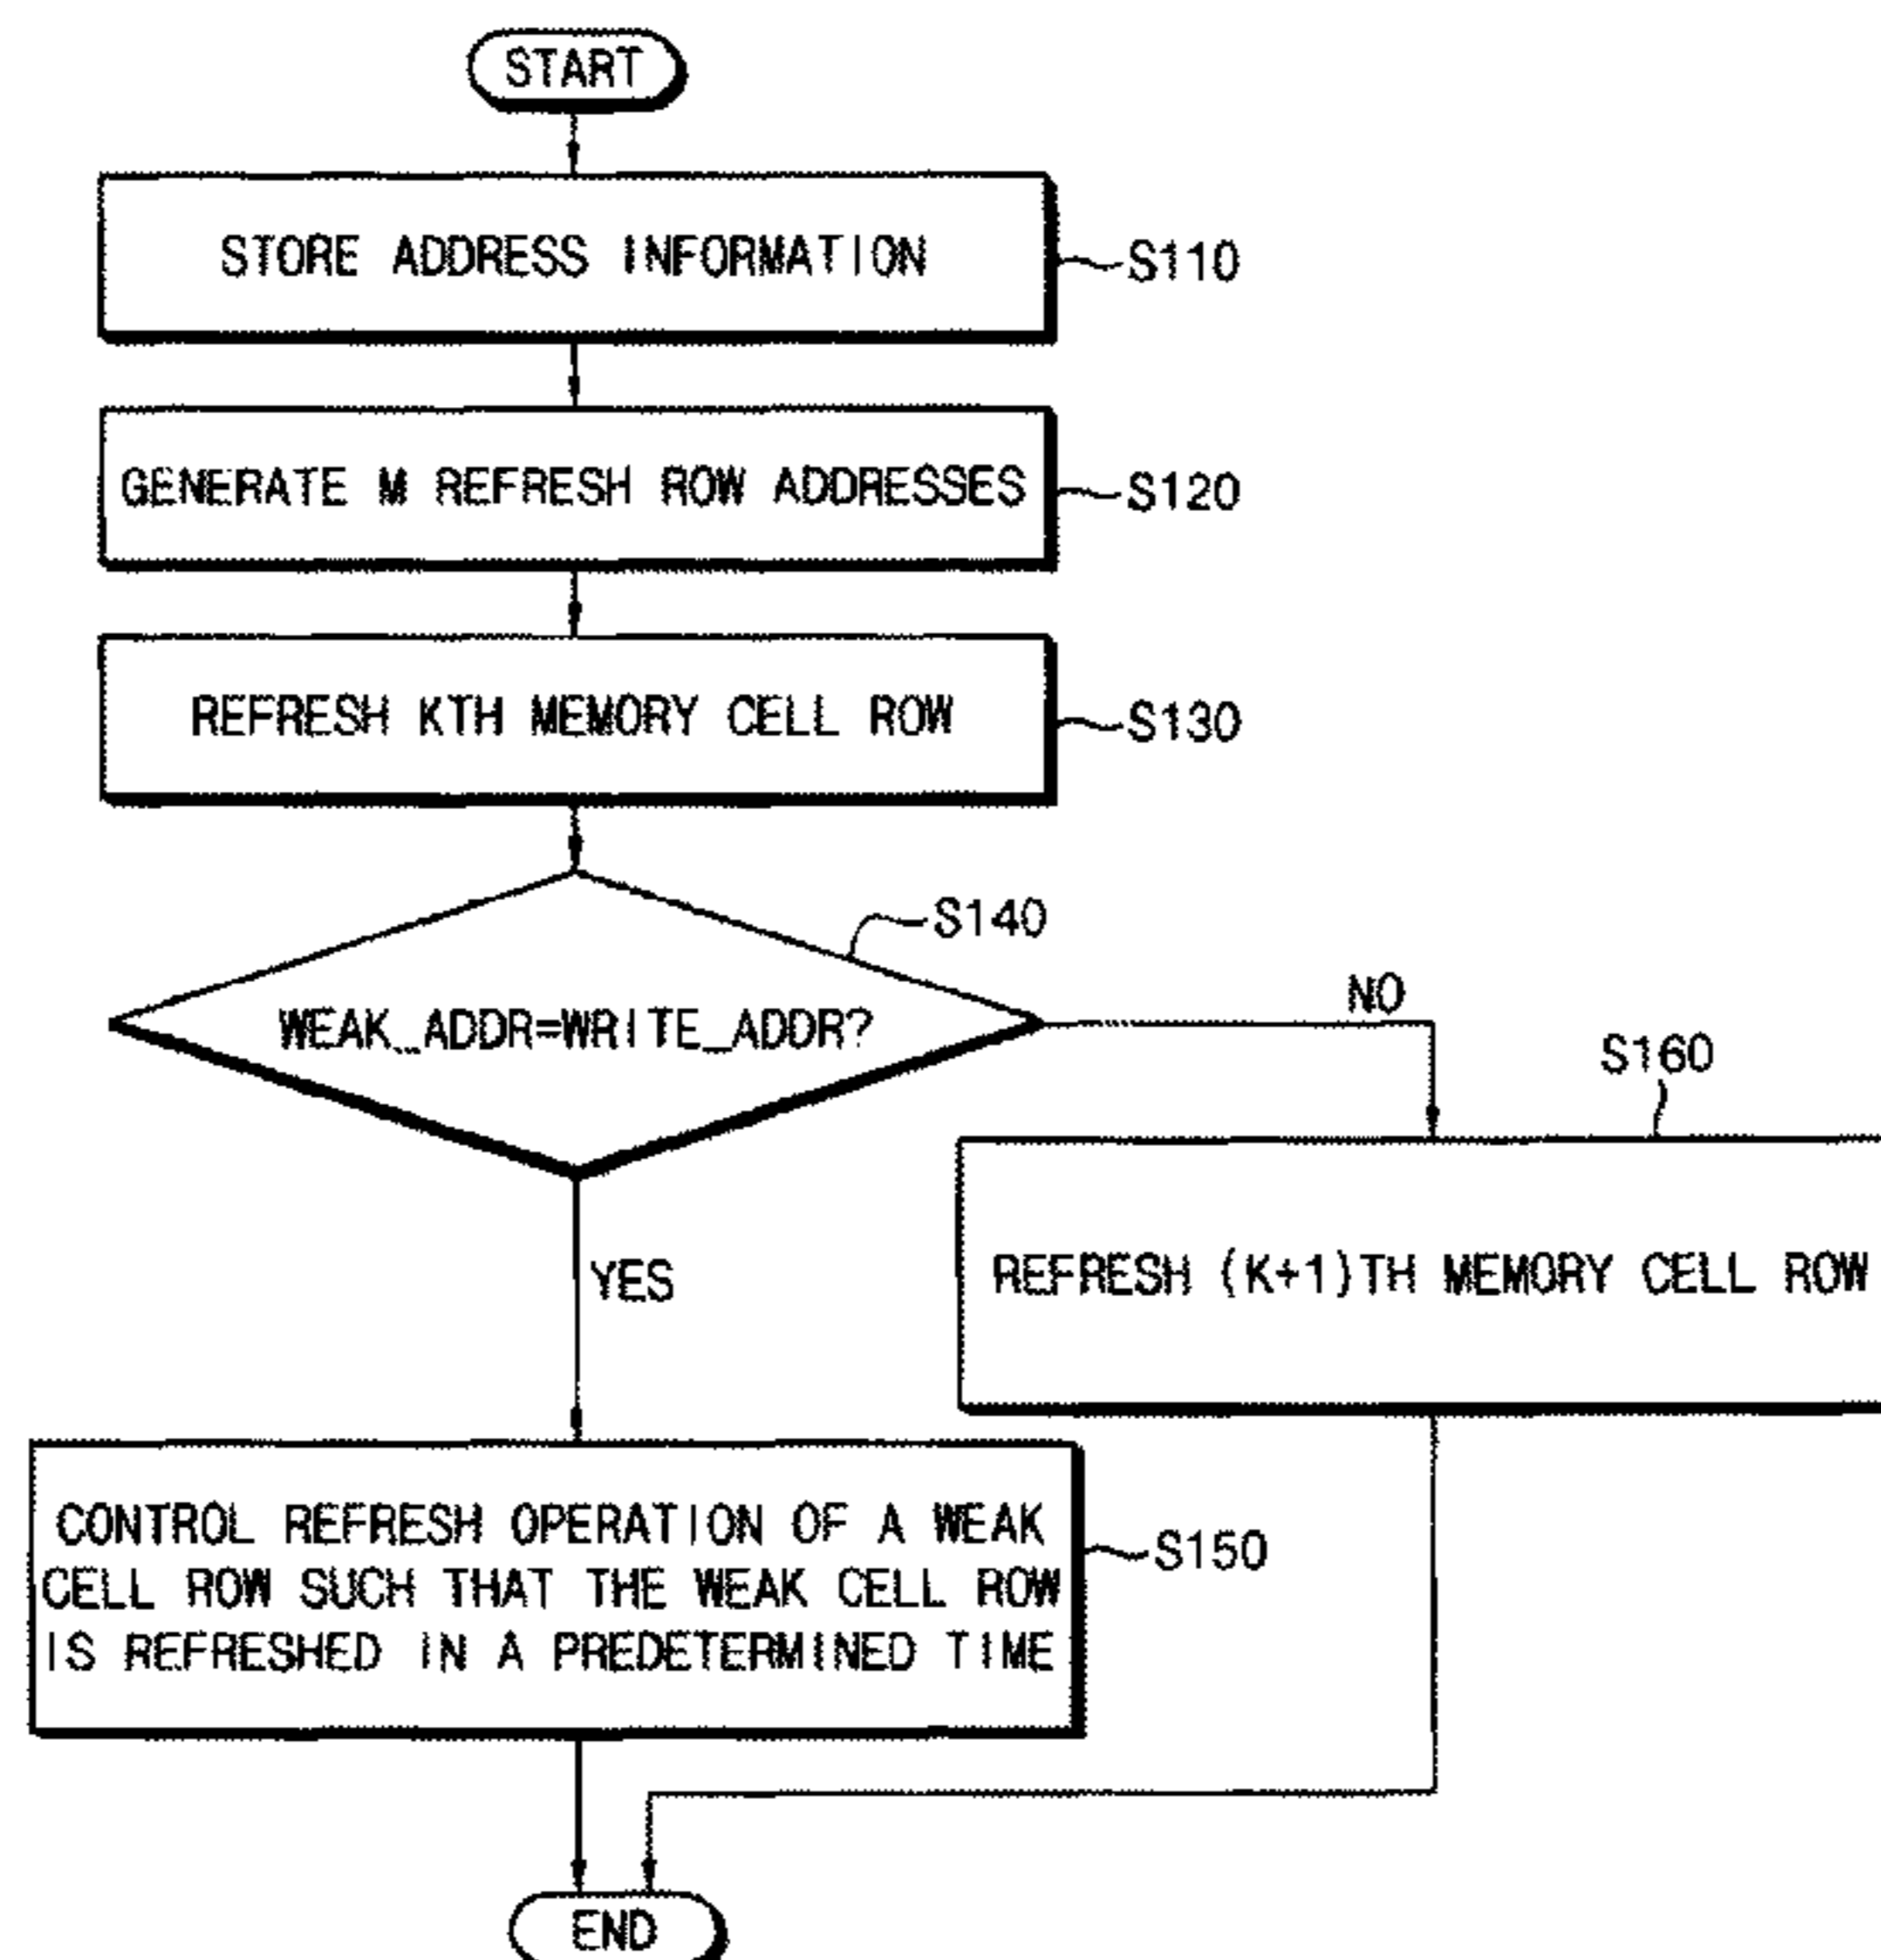 START
STORE ADDRESS INFORMATION
S110
GENERATE M REFRESH ROW ADDRESSES
S120
REFRESH KTH MEMORY CELL ROW
S130
S140
WEAK_ADDR=WRITE_ADDR?
NO
S160
YES
REFRESH (K+1)TH MEMORY CELL ROW
CONTROL REFRESH OPERATION OF A WEAK
CELL ROW SUCH THAT THE WEAK CELL ROW
IS REFRESHED IN A PREDETERMINED TIME
S150
END